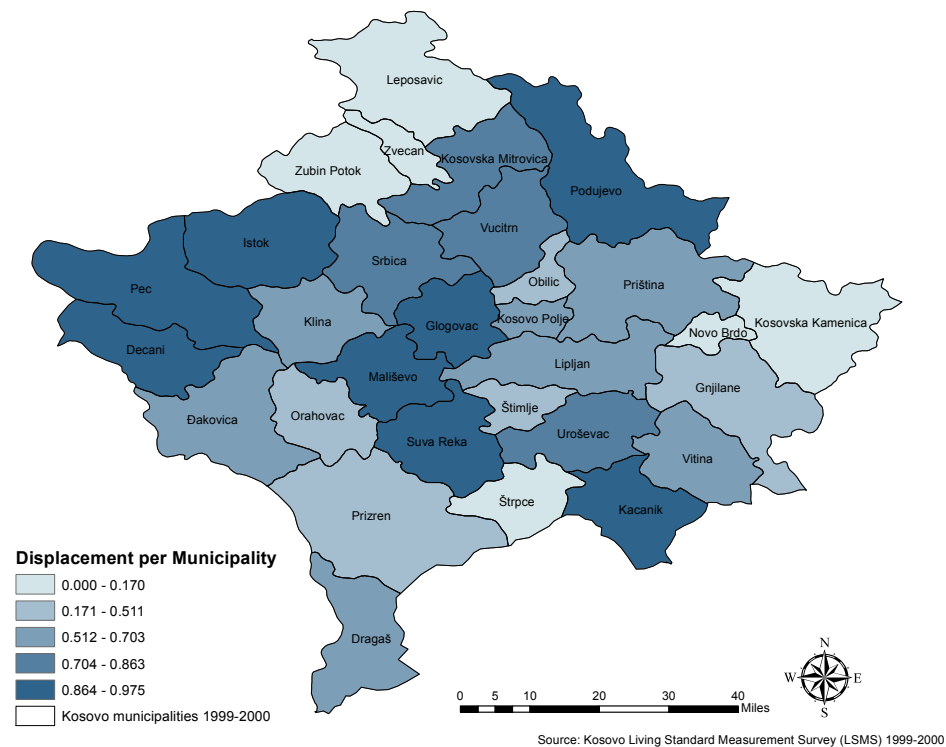 Leposavic
Zvecan
Kosovska Mitrovica
Zubin Potok
Podujevo
Vucitrn
Istok
Srbica
Obilic
Priština
Pec
Klina
Glogovac
Kosovo Polje
Kosovska Kamenica
Novo Brdo
Decani
Lipljan
Mališevo
Gnjilane
Štimlje
Orahovac
Đakovica
Uroševac
Suva Reka
Vitina
Štrpce
Kacanik
Prizren
Dragaš
Displacement per Municipality
0.000 - 0.170
0.171 - 0.511
0.512 - 0.703
0.704 - 0.863
0.864 - 0.975
Kosovo municipalities 1999-2000
N
W E
S
0 5 10 20 30 40
Miles
Source: Kosovo Living Standard Measurement Survey (LSMS) 1999-2000